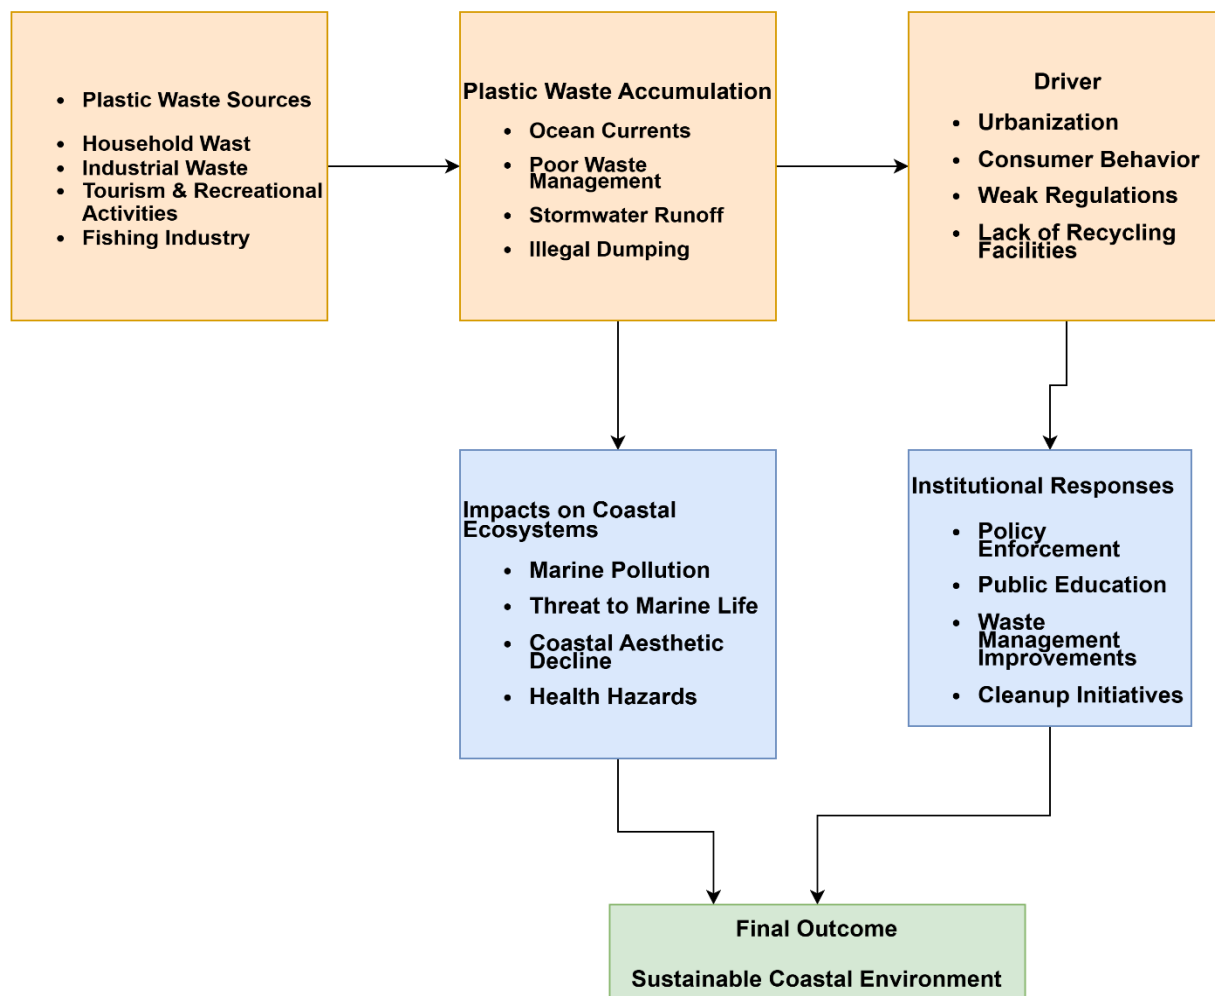 • Plastic Waste Sources
• Household Wast
• Industrial Waste
• Tourism & Recreational
Activities
• Fishing Industry
Plastic Waste Accumulation
• Ocean Currents
• Poor Waste
Management
• Stormwater Runoff
• Illegal Dumping
Driver
• Urbanization
• Consumer Behavior
• Weak Regulations
• Lack of Recycling
Facilities
Impacts on Coastal
Ecosystems
• Marine Pollution
• Threat to Marine Life
• Coastal Aesthetic
Decline
• Health Hazards
Institutional Responses
• Policy
Enforcement
• Public Education
• Waste
Management
Improvements
• Cleanup Initiatives
Final Outcome
Sustainable Coastal Environment